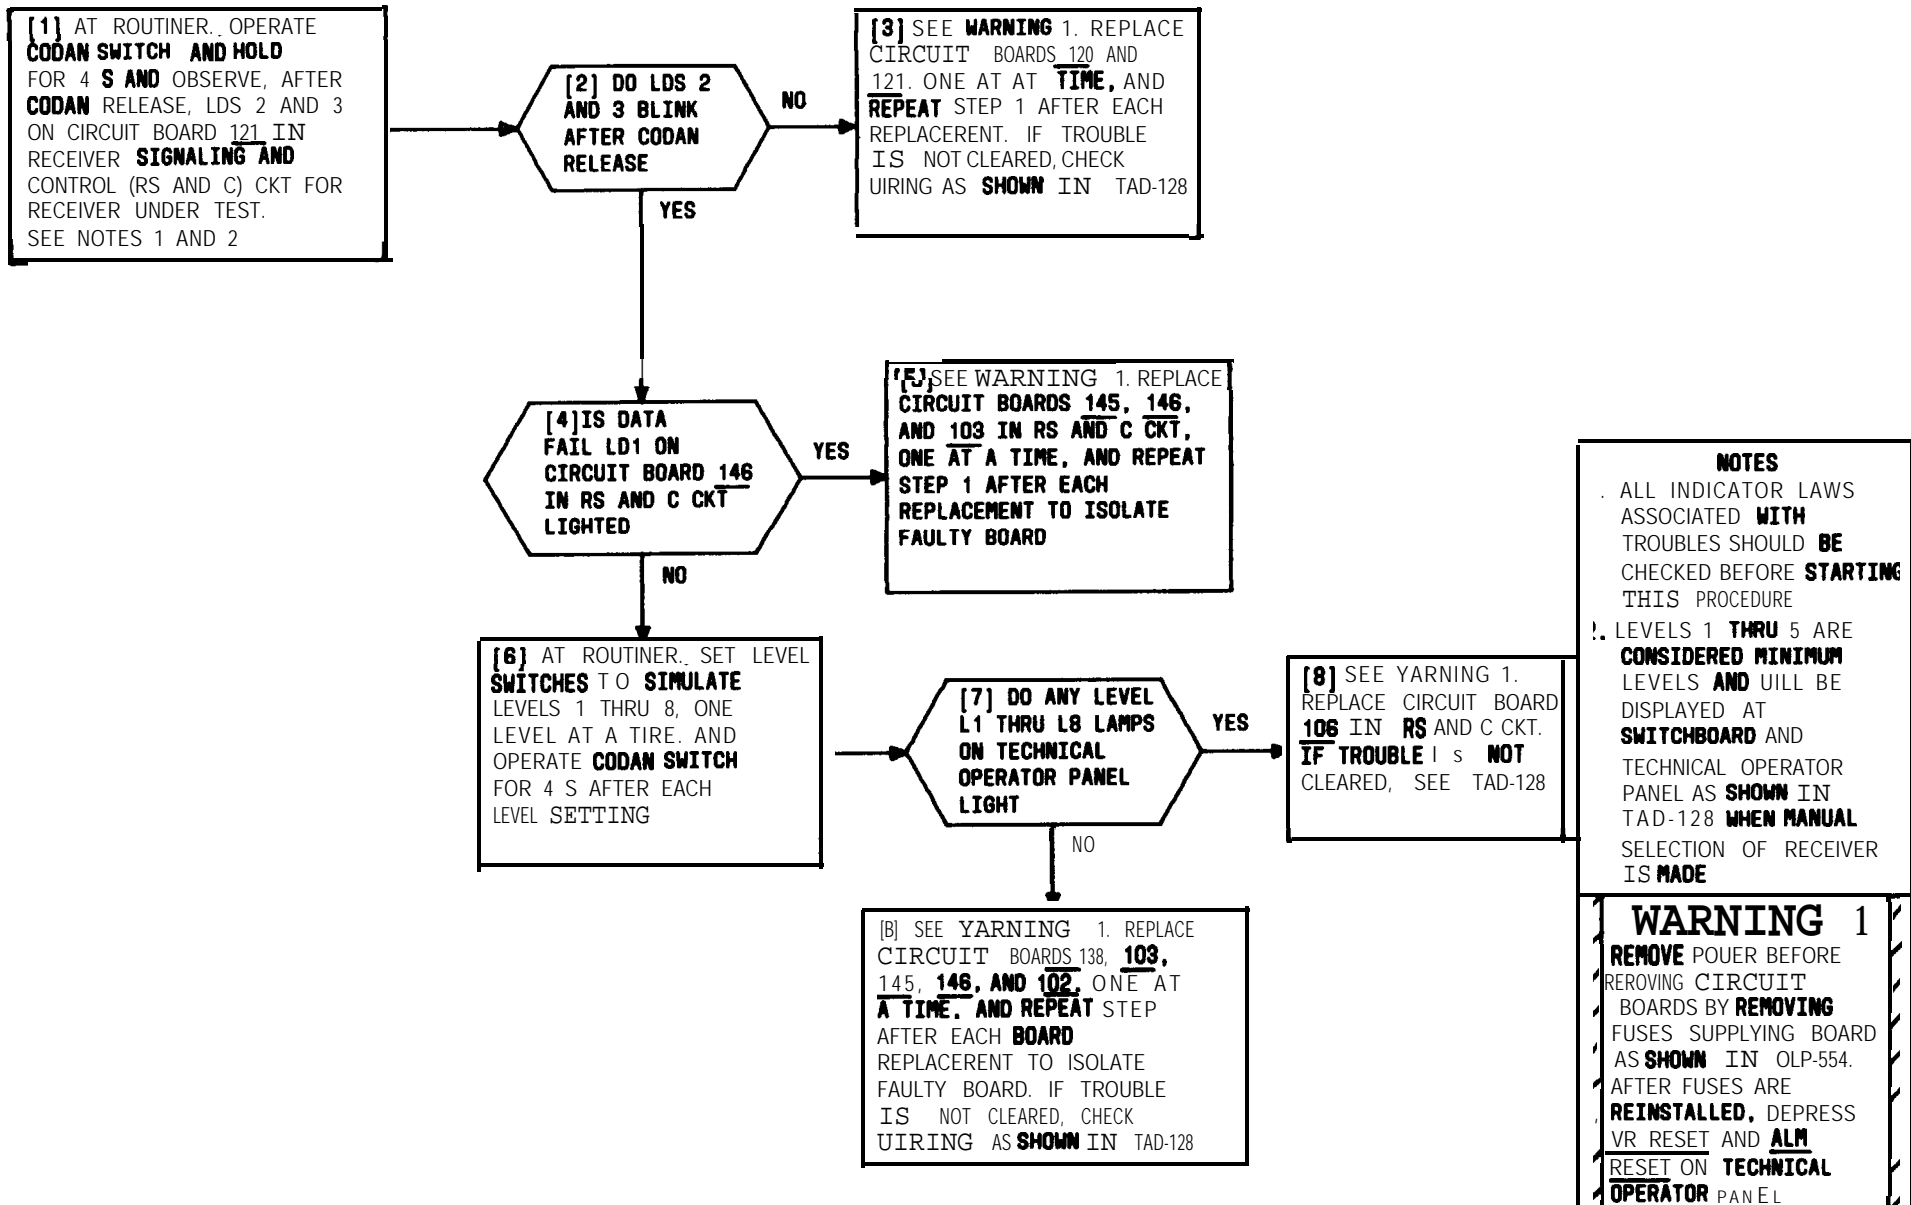 [1] AT ROUTINER. OPERATE
CODAN SWITCH AND HOLD
FOR 4 S AND OBSERVE, AFTER
CODAN RELEASE, LDS 2 AND 3
ON CIRCUIT BOARD 121 IN
RECEIVER SIGNALING AND
CONTROL (RS AND C) CKT FOR
RECEIVER UNDER TEST.
SEE NOTES 1 AND 2
[2] DO LDS 2
AND 3 BLINK
AFTER CODAN
RELEASE
NO
YES
[3] SEE WARNING 1. REPLACE
CIRCUIT BOARDS 120 AND
121. ONE AT AT TIME, AND
REPEAT STEP 1 AFTER EACH
REPLACERENT. IF TROUBLE
IS NOT CLEARED, CHECK
UIRING AS SHOWN IN TAD-128
[4]IS DATA
FAIL LD1 ON
CIRCUIT BOARD 146
IN RS AND C CKT
LIGHTED
YES
NO
[5] SEE WARNING 1. REPLACE
CIRCUIT BOARDS 145, 146,
AND 103 IN RS AND C CKT,
ONE AT A TIME, AND REPEAT
STEP 1 AFTER EACH
REPLACEMENT TO ISOLATE
FAULTY BOARD
[6] AT ROUTINER. SET LEVEL
SWITCHES TO SIMULATE
LEVELS 1 THRU 8, ONE
LEVEL AT A TIRE. AND
OPERATE CODAN SWITCH
FOR 4 S AFTER EACH
LEVEL SETTING
[7] DO ANY LEVEL
L1 THRU L8 LAMPS
ON TECHNICAL
OPERATOR PANEL
LIGHT
YES
NO
[8] SEE YARNING 1.
REPLACE CIRCUIT BOARD
106 IN RS AND C CKT.
IF TROUBLE I s NOT
CLEARED, SEE TAD-128
[B] SEE YARNING 1. REPLACE
CIRCUIT BOARDS 138, 103,
145, 146, AND 102, ONE AT
A TIME. AND REPEAT STEP
AFTER EACH BOARD
REPLACERENT TO ISOLATE
FAULTY BOARD. IF TROUBLE
IS NOT CLEARED, CHECK
UIRING AS SHOWN IN TAD-128
NOTES
. ALL INDICATOR LAWS
ASSOCIATED WITH
TROUBLES SHOULD BE
CHECKED BEFORE STARTING
THIS PROCEDURE
!. LEVELS 1 THRU 5 ARE
CONSIDERED MINIMUM
LEVELS AND UILL BE
DISPLAYED AT
SWITCHBOARD AND
TECHNICAL OPERATOR
PANEL AS SHOWN IN
TAD-128 WHEN MANUAL
SELECTION OF RECEIVER
IS MADE
WARNING 1
REMOVE POUER BEFORE
REROVING CIRCUIT
BOARDS BY REMOVING
FUSES SUPPLYING BOARD
AS SHOWN IN OLP-554.
AFTER FUSES ARE
REINSTALLED, DEPRESS
VR RESET AND ALM
RESET ON TECHNICAL
OPERATOR PANEL